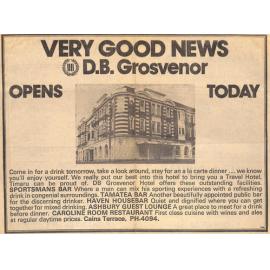 VERY GOOD NEWS
D.B. Grosvenor
OPENS TODAY
Come in for a drink tomorrow, take a look around, stay for an a la carte dinner .... we know
you'll enjoy yourself. We really put our best into this hotel to bring you a Travel Hotel,
Timaru can be proud of. DB Grosvenor Hotel offers these outstanding facilities.
SPORTSMANS BAR Where a man can mix his sporting experiences with a refreshing
drink in congenial surroundings. TAMATEA BAR Another beautifully appointed public bar
for the discerning drinker. HAVEN HOUSEBAR Quiet and dignified where you can get
together for mixed drinking. ASHBURY GUEST LOUNGE A great place to meet for a drink
before dinner. CAROLINE ROOM RESTAURANT First class cuisine with wines and ales
at regular daytime prices. Cains Terrace, PH-4094.